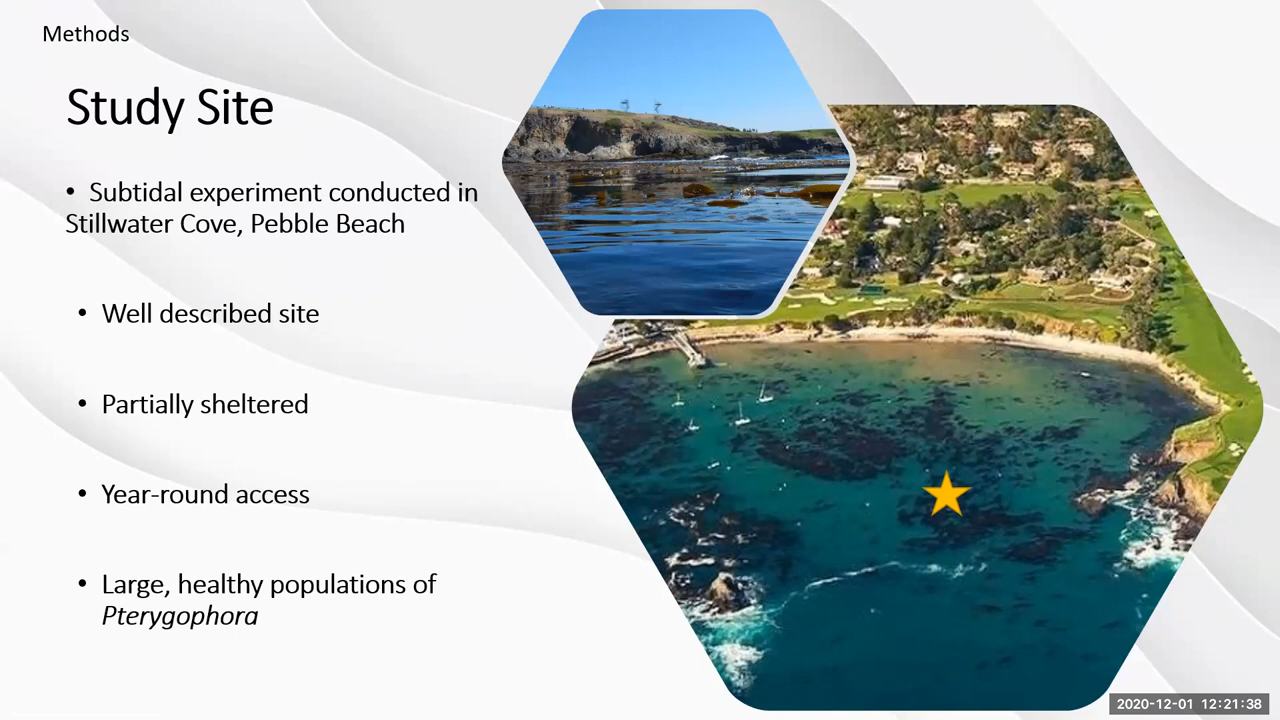 Methods
Study Site
• Subtidal experiment conducted in
Stillwater Cove, Pebble Beach
• Well described site
• Partially sheltered
• Year-round access
• Large, healthy populations of
Pterygophora
2020-12-01 12:21:38